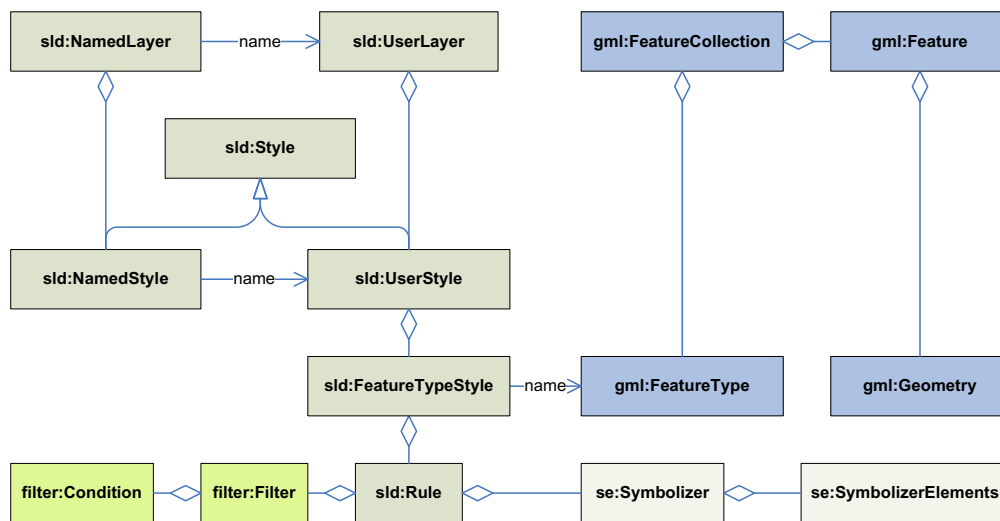 sld:NamedLayer
name
sld:UserLayer
gml:FeatureCollection
gml:Feature
sld:Style
sld:NamedStyle
name
sld:UserStyle
sld:FeatureTypeStyle
name
gml:FeatureType
gml:Geometry
filter:Condition
filter:Filter
sld:Rule
se:Symbolizer
se:SymbolizerElements